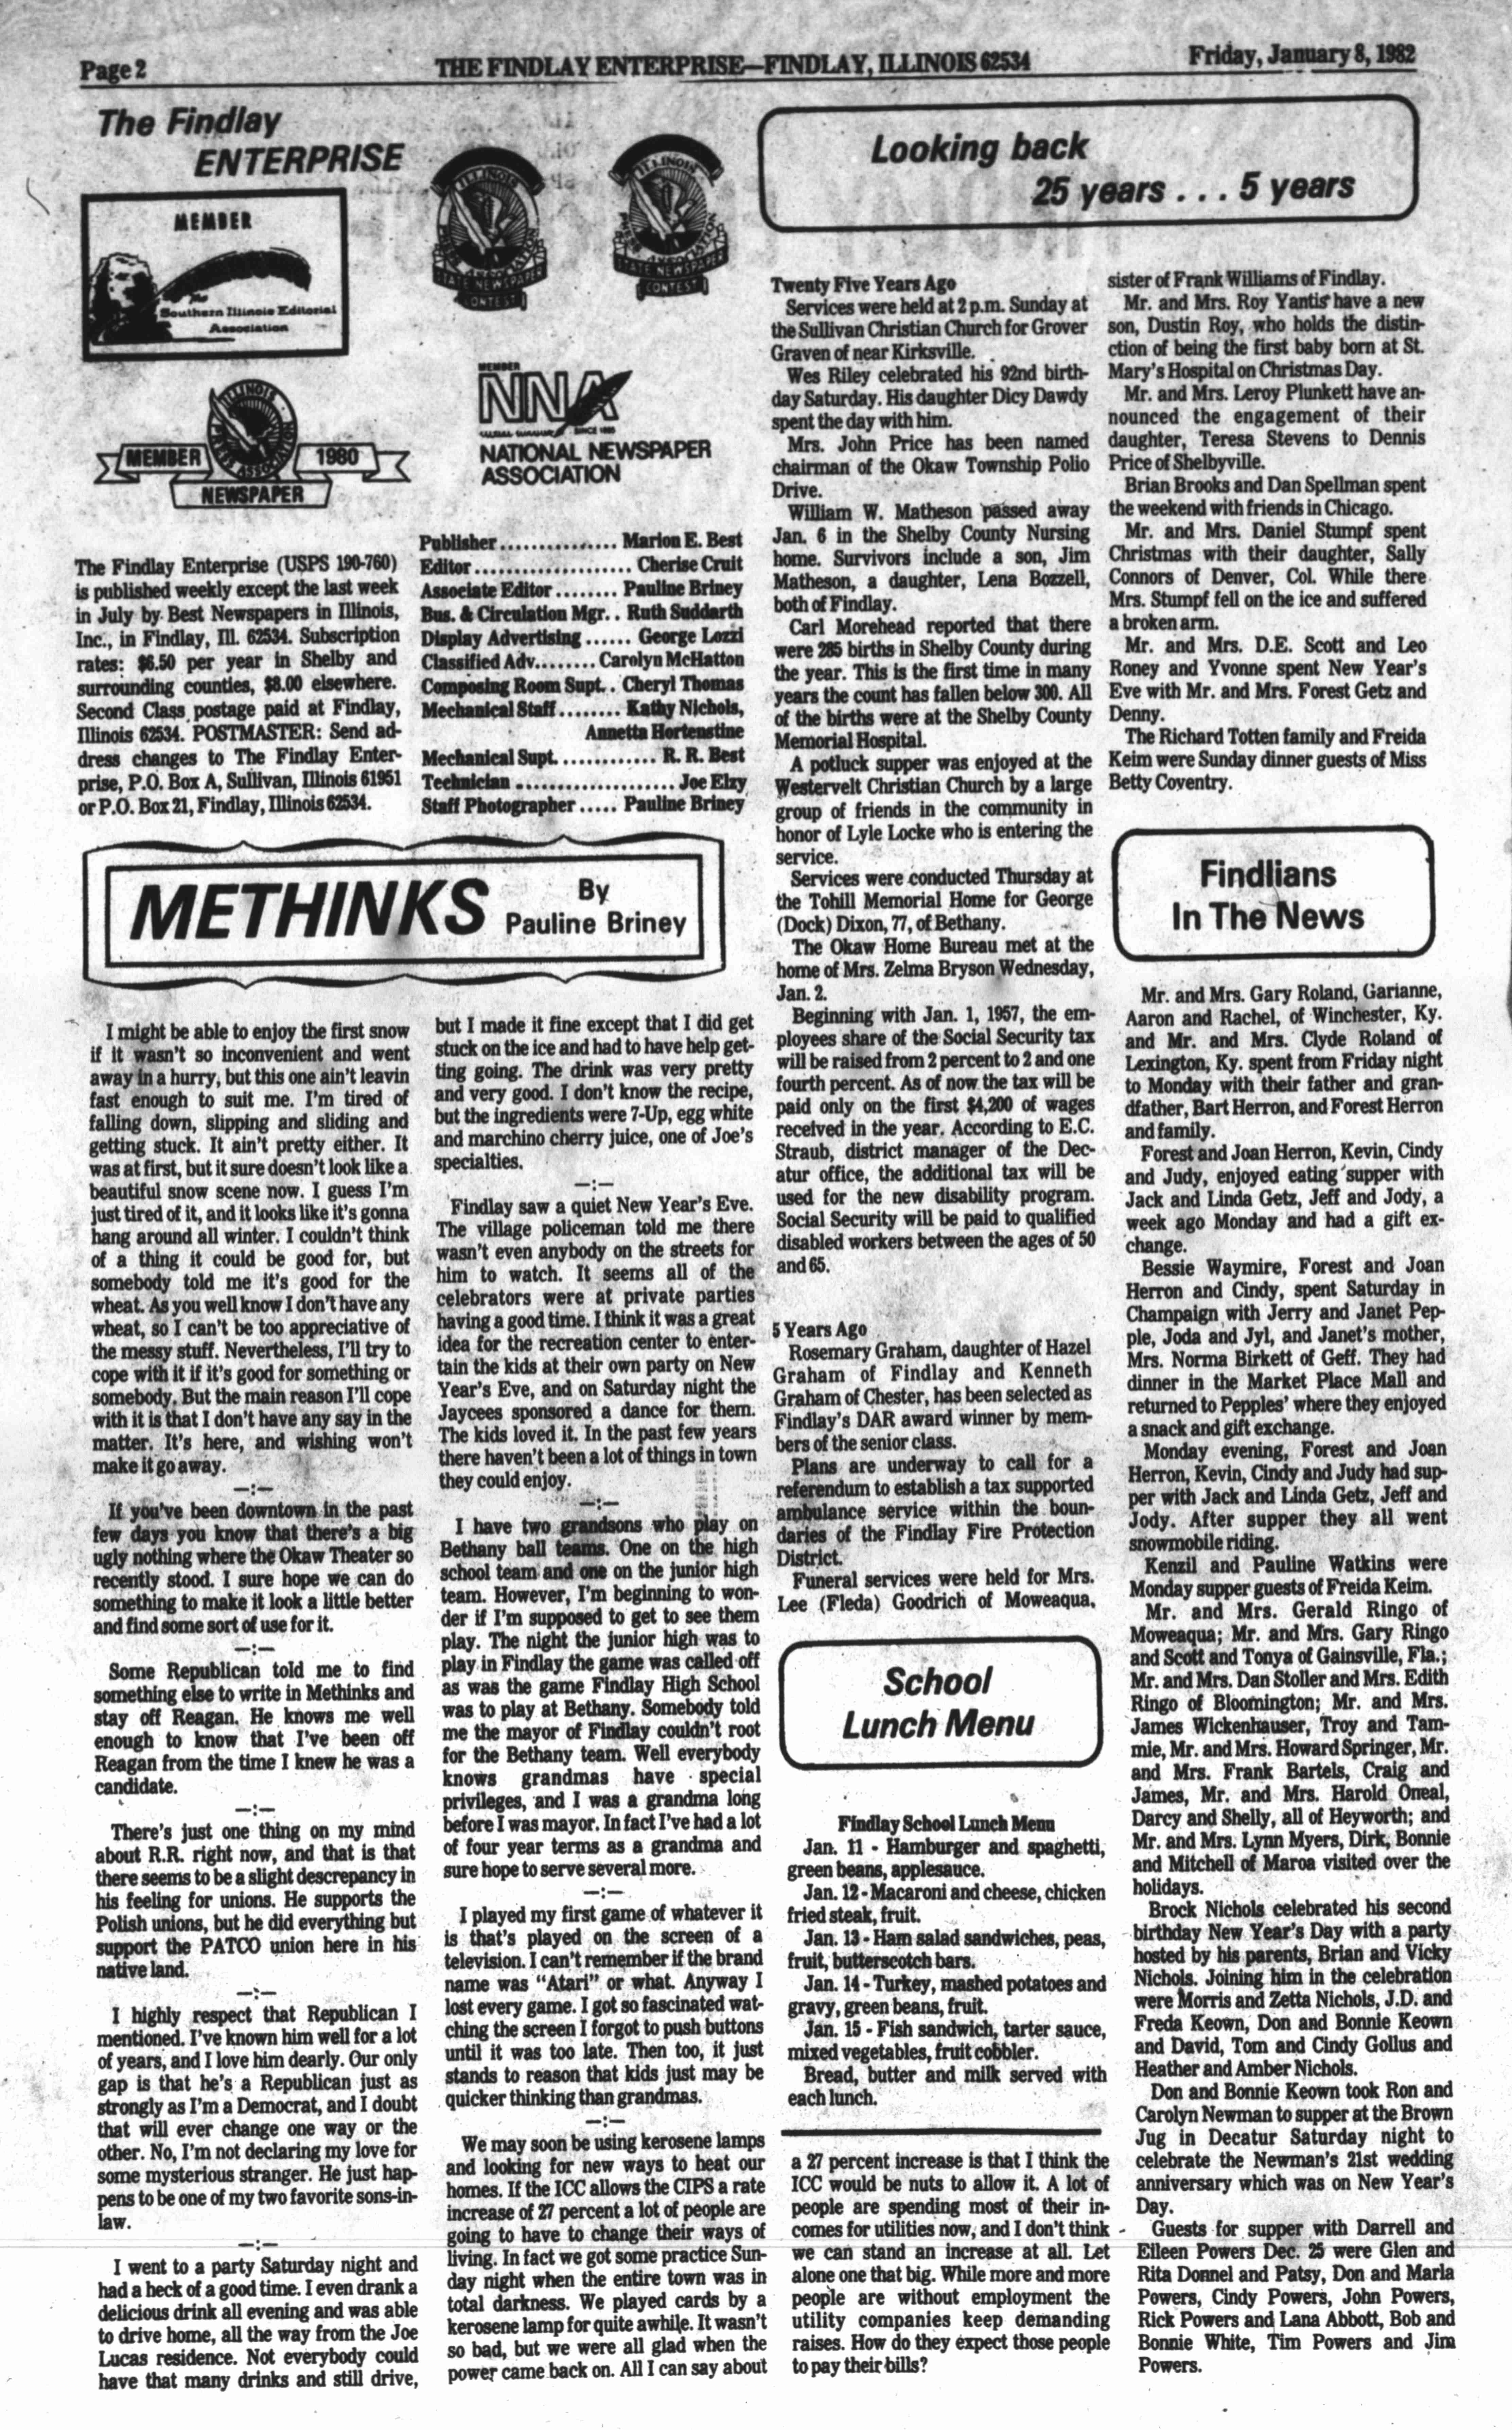 Page 2
THE FINDLAY ENTERPRISE—FINDLAY, ILLINOIS 62534
Friday, January 8, 1982
The Findlay
ENTERPRISE
MEMBER
The
Southern Illinois Editorial
Association
ILLINOIS
PRESS ASSOCIATION
STATE NEWSPAPER
CONTEST
ILLINOIS
PRESS ASSOCIATION
STATE NEWSPAPER
CONTEST
ILLINOIS
PRESS ASSOCIATION
MEMBER
1980
NEWSPAPER
MEMBER
NNA
SINCE 1885
NATIONAL NEWSPAPER
ASSOCIATION
The Findlay Enterprise (USPS 190-760)
is published weekly except the last week
in July by Best Newspapers in Illinois,
Inc., in Findlay, Ill. 62534. Subscription
rates: $6.50 per year in Shelby and
surrounding counties, $8.00 elsewhere.
Second Class postage paid at Findlay,
Illinois 62534. POSTMASTER: Send ad-
dress changes to The Findlay Enter-
prise, P.O. Box A, Sullivan, Illinois 61951
or P.O. Box 21, Findlay, Illinois 62534.
Publisher............... Marion E. Best
Editor.................... Cherise Cruit
Associate Editor........ Pauline Briney
Bus. & Circulation Mgr.. Ruth Suddarth
Display Advertising...... George Lozzi
Classified Adv........ Carolyn McHatton
Composing Room Supt.. Cheryl Thomas
Mechanical Staff........ Kathy Nichols,
Annetta Hortenstine
Mechanical Supt............. R. R. Best
Technician.................... Joe Elzy
Staff Photographer..... Pauline Briney
METHINKS
By
Pauline Briney
I might be able to enjoy the first snow
if it wasn't so inconvenient and went
away in a hurry, but this one ain't leavin
fast enough to suit me. I'm tired of
falling down, slipping and sliding and
getting stuck. It ain't pretty either. It
was at first, but it sure doesn't look like a
beautiful snow scene now. I guess I'm
just tired of it, and it looks like it's gonna
hang around all winter. I couldn't think
of a thing it could be good for, but
somebody told me it's good for the
wheat. As you well know I don't have any
wheat, so I can't be too appreciative of
the messy stuff. Nevertheless, I'll try to
cope with it if it's good for something or
somebody. But the main reason I'll cope
with it is that I don't have any say in the
matter. It's here, and wishing won't
make it go away.
—:—
If you've been downtown in the past
few days you know that there's a big
ugly nothing where the Okaw Theater so
recently stood. I sure hope we can do
something to make it look a little better
and find some sort of use for it.
—:—
Some Republican told me to find
something else to write in Methinks and
stay off Reagan. He knows me well
enough to know that I've been off
Reagan from the time I knew he was a
candidate.
—:—
There's just one thing on my mind
about R.R. right now, and that is that
there seems to be a slight descrepancy in
his feeling for unions. He supports the
Polish unions, but he did everything but
support the PATCO union here in his
native land.
—:—
I highly respect that Republican I
mentioned. I've known him well for a lot
of years, and I love him dearly. Our only
gap is that he's a Republican just as
strongly as I'm a Democrat, and I doubt
that will ever change one way or the
other. No, I'm not declaring my love for
some mysterious stranger. He just hap-
pens to be one of my two favorite sons-in-
law.
—:—
I went to a party Saturday night and
had a heck of a good time. I even drank a
delicious drink all evening and was able
to drive home, all the way from the Joe
Lucas residence. Not everybody could
have that many drinks and still drive,
but I made it fine except that I did get
stuck on the ice and had to have help get-
ting going. The drink was very pretty
and very good. I don't know the recipe,
but the ingredients were 7-Up, egg white
and marchino cherry juice, one of Joe's
specialties.
—:—
Findlay saw a quiet New Year's Eve.
The village policeman told me there
wasn't even anybody on the streets for
him to watch. It seems all of the
celebrators were at private parties
having a good time. I think it was a great
idea for the recreation center to enter-
tain the kids at their own party on New
Year's Eve, and on Saturday night the
Jaycees sponsored a dance for them.
The kids loved it. In the past few years
there haven't been a lot of things in town
they could enjoy.
—:—
I have two grandsons who play on
Bethany ball teams. One on the high
school team and one on the junior high
team. However, I'm beginning to won-
der if I'm supposed to get to see them
play. The night the junior high was to
play in Findlay the game was called off
as was the game Findlay High School
was to play at Bethany. Somebody told
me the mayor of Findlay couldn't root
for the Bethany team. Well everybody
knows grandmas have special
privileges, and I was a grandma long
before I was mayor. In fact I've had a lot
of four year terms as a grandma and
sure hope to serve several more.
—:—
I played my first game of whatever it
is that's played on the screen of a
television. I can't remember if the brand
name was "Atari" or what. Anyway I
lost every game. I got so fascinated wat-
ching the screen I forgot to push buttons
until it was too late. Then too, it just
stands to reason that kids just may be
quicker thinking than grandmas.
—:—
We may soon be using kerosene lamps
and looking for new ways to heat our
homes. If the ICC allows the CIPS a rate
increase of 27 percent a lot of people are
going to have to change their ways of
living. In fact we got some practice Sun-
day night when the entire town was in
total darkness. We played cards by a
kerosene lamp for quite awhile. It wasn't
so bad, but we were all glad when the
power came back on. All I can say about
a 27 percent increase is that I think the
ICC would be nuts to allow it. A lot of
people are spending most of their in-
comes for utilities now, and I don't think
we can stand an increase at all. Let
alone one that big. While more and more
people are without employment the
utility companies keep demanding
raises. How do they expect those people
to pay their bills?
Looking back
25 years . . . 5 years
Twenty Five Years Ago
Services were held at 2 p.m. Sunday at
the Sullivan Christian Church for Grover
Graven of near Kirksville.
Wes Riley celebrated his 92nd birth-
day Saturday. His daughter Dicy Dawdy
spent the day with him.
Mrs. John Price has been named
chairman of the Okaw Township Polio
Drive.
William W. Matheson passed away
Jan. 6 in the Shelby County Nursing
home. Survivors include a son, Jim
Matheson, a daughter, Lena Bozzell,
both of Findlay.
Carl Morehead reported that there
were 285 births in Shelby County during
the year. This is the first time in many
years the count has fallen below 300. All
of the births were at the Shelby County
Memorial Hospital.
A potluck supper was enjoyed at the
Westervelt Christian Church by a large
group of friends in the community in
honor of Lyle Locke who is entering the
service.
Services were conducted Thursday at
the Tohill Memorial Home for George
(Dock) Dixon, 77, of Bethany.
The Okaw Home Bureau met at the
home of Mrs. Zelma Bryson Wednesday,
Jan. 2.
Beginning with Jan. 1, 1957, the em-
ployees share of the Social Security tax
will be raised from 2 percent to 2 and one
fourth percent. As of now the tax will be
paid only on the first $4,200 of wages
received in the year. According to E.C.
Straub, district manager of the Dec-
atur office, the additional tax will be
used for the new disability program.
Social Security will be paid to qualified
disabled workers between the ages of 50
and 65.
5 Years Ago
Rosemary Graham, daughter of Hazel
Graham of Findlay and Kenneth
Graham of Chester, has been selected as
Findlay's DAR award winner by mem-
bers of the senior class.
Plans are underway to call for a
referendum to establish a tax supported
ambulance service within the boun-
daries of the Findlay Fire Protection
District.
Funeral services were held for Mrs.
Lee (Fleda) Goodrich of Moweaqua,
sister of Frank Williams of Findlay.
Mr. and Mrs. Roy Yantis have a new
son, Dustin Roy, who holds the distin-
ction of being the first baby born at St.
Mary's Hospital on Christmas Day.
Mr. and Mrs. Leroy Plunkett have an-
nounced the engagement of their
daughter, Teresa Stevens to Dennis
Price of Shelbyville.
Brian Brooks and Dan Spellman spent
the weekend with friends in Chicago.
Mr. and Mrs. Daniel Stumpf spent
Christmas with their daughter, Sally
Connors of Denver, Col. While there
Mrs. Stumpf fell on the ice and suffered
a broken arm.
Mr. and Mrs. D.E. Scott and Leo
Roney and Yvonne spent New Year's
Eve with Mr. and Mrs. Forest Getz and
Denny.
The Richard Totten family and Freida
Keim were Sunday dinner guests of Miss
Betty Coventry.
School
Lunch Menu
Findlay School Lunch Menu
Jan. 11 - Hamburger and spaghetti,
green beans, applesauce.
Jan. 12 - Macaroni and cheese, chicken
fried steak, fruit.
Jan. 13 - Ham salad sandwiches, peas,
fruit, butterscotch bars.
Jan. 14 - Turkey, mashed potatoes and
gravy, green beans, fruit.
Jan. 15 - Fish sandwich, tarter sauce,
mixed vegetables, fruit cobbler.
Bread, butter and milk served with
each lunch.
Findlians
In The News
Mr. and Mrs. Gary Roland, Garianne,
Aaron and Rachel, of Winchester, Ky.
and Mr. and Mrs. Clyde Roland of
Lexington, Ky. spent from Friday night
to Monday with their father and gran-
dfather, Bart Herron, and Forest Herron
and family.
Forest and Joan Herron, Kevin, Cindy
and Judy, enjoyed eating supper with
Jack and Linda Getz, Jeff and Jody, a
week ago Monday and had a gift ex-
change.
Bessie Waymire, Forest and Joan
Herron and Cindy, spent Saturday in
Champaign with Jerry and Janet Pep-
ple, Joda and Jyl, and Janet's mother,
Mrs. Norma Birkett of Geff. They had
dinner in the Market Place Mall and
returned to Pepples' where they enjoyed
a snack and gift exchange.
Monday evening, Forest and Joan
Herron, Kevin, Cindy and Judy had sup-
per with Jack and Linda Getz, Jeff and
Jody. After supper they all went
snowmobile riding.
Kenzil and Pauline Watkins were
Monday supper guests of Freida Keim.
Mr. and Mrs. Gerald Ringo of
Moweaqua; Mr. and Mrs. Gary Ringo
and Scott and Tonya of Gainsville, Fla.;
Mr. and Mrs. Dan Stoller and Mrs. Edith
Ringo of Bloomington; Mr. and Mrs.
James Wickenhauser, Troy and Tam-
mie, Mr. and Mrs. Howard Springer, Mr.
and Mrs. Frank Bartels, Craig and
James, Mr. and Mrs. Harold Oneal,
Darcy and Shelly, all of Heyworth; and
Mr. and Mrs. Lynn Myers, Dirk, Bonnie
and Mitchell of Maroa visited over the
holidays.
Brock Nichols celebrated his second
birthday New Year's Day with a party
hosted by his parents, Brian and Vicky
Nichols. Joining him in the celebration
were Morris and Zetta Nichols, J.D. and
Freda Keown, Don and Bonnie Keown
and David, Tom and Cindy Gollus and
Heather and Amber Nichols.
Don and Bonnie Keown took Ron and
Carolyn Newman to supper at the Brown
Jug in Decatur Saturday night to
celebrate the Newman's 21st wedding
anniversary which was on New Year's
Day.
Guests for supper with Darrell and
Eileen Powers Dec. 25 were Glen and
Rita Donnel and Patsy, Don and Marla
Powers, Cindy Powers, John Powers,
Rick Powers and Lana Abbott, Bob and
Bonnie White, Tim Powers and Jim
Powers.